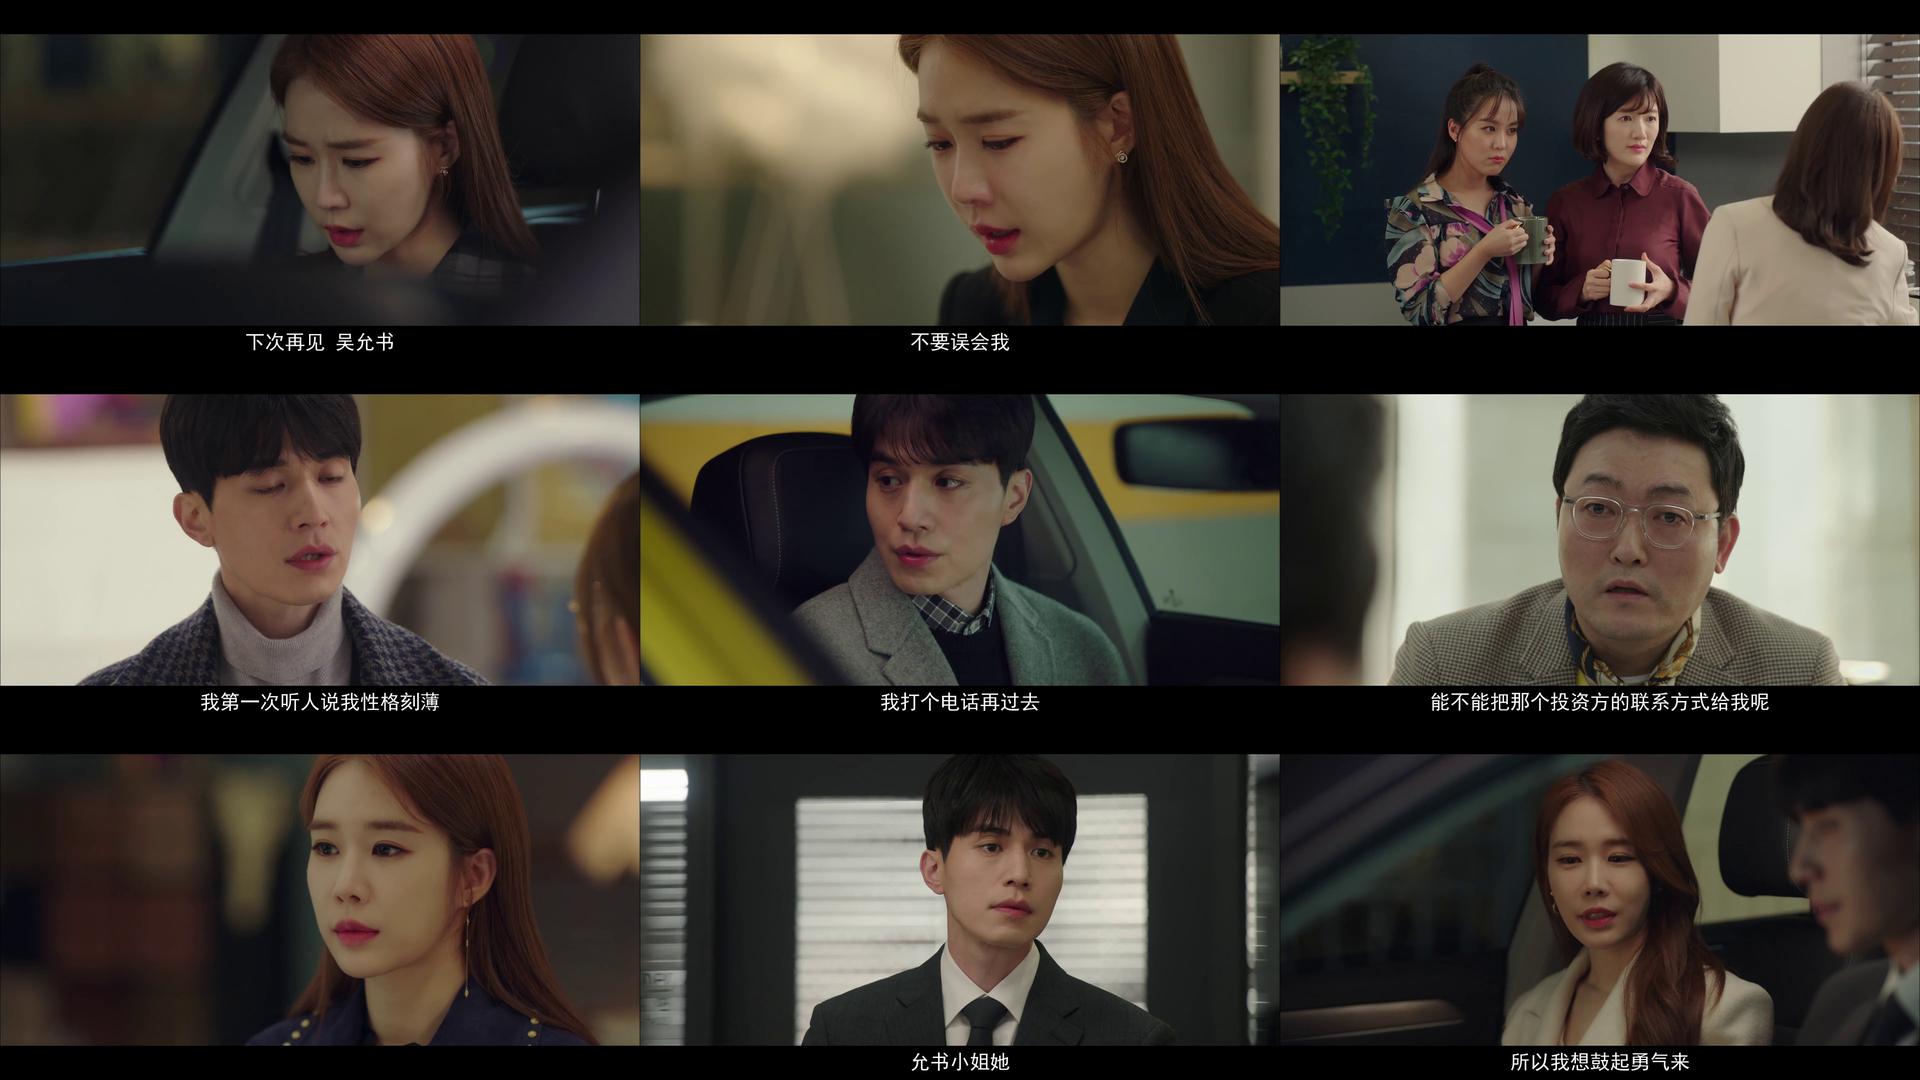 下次再见 吴允书
不要误会我
我第一次听人说我性格刻薄
我打个电话再过去
能不能把那个投资方的联系方式给我呢
允书小姐她
所以我想鼓起勇气来